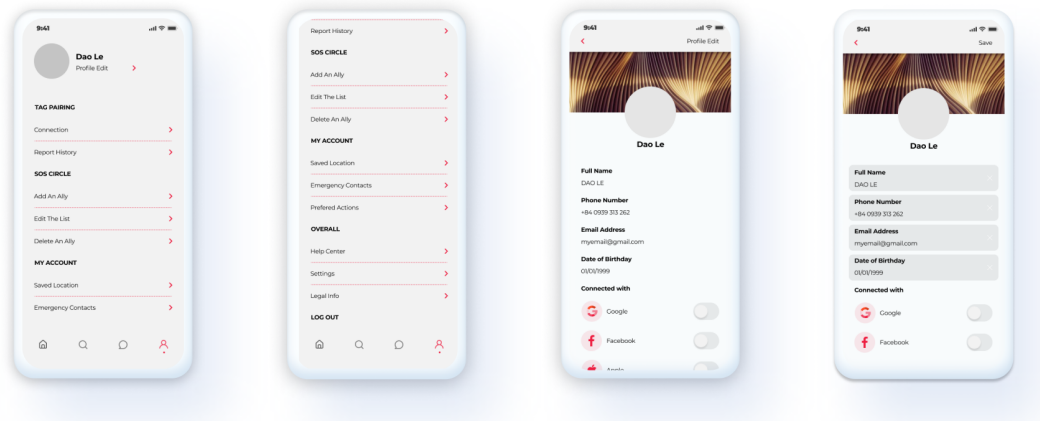 9:41
Dao Le
Profile Edit
TAG PAIRING
Connection
Report History
SOS CIRCLE
Add An Ally
Edit The List
Delete An Ally
MY ACCOUNT
Saved Location
Emergency Contacts
Report History
SOS CIRCLE
Add An Ally
Edit The List
Delete An Ally
MY ACCOUNT
Saved Location
Emergency Contacts
Prefered Actions
OVERALL
Help Center
Settings
Legal Info
LOG OUT
9:41
Profile Edit
Dao Le
Full Name
DAO LE
Phone Number
+84 0939 313 262
Email Address
myemail@gmail.com
Date of Birthday
01/01/1999
Connected with
Google
Facebook
Apple
9:41
Save
Dao Le
Full Name
DAO LE
Phone Number
+84 0939 313 262
Email Address
myemail@gmail.com
Date of Birthday
01/01/1999
Connected with
Google
Facebook